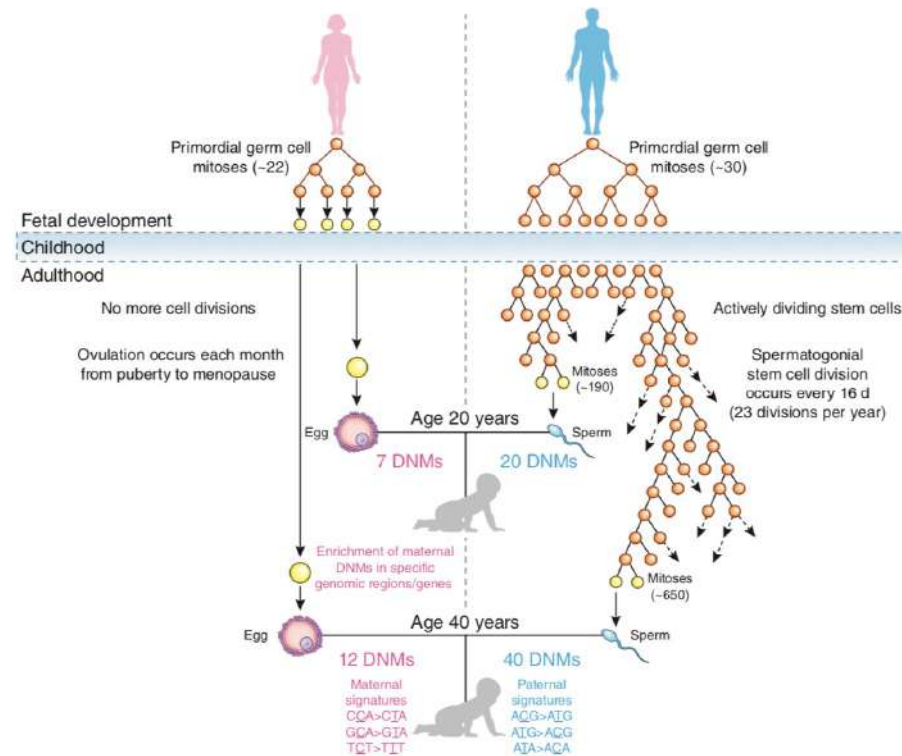 Primordial germ cell
mitoses (~22)
Primordial germ cell
mitoses (~30)
Fetal development
Childhood
Adulthood
No more cell divisions
Ovulation occurs each month
from puberty to menopause
Actively dividing stem cells
Spermatogonial
stem cell division
occurs every 16 d
(23 divisions per year)
Mitoses
(~190)
Age 20 years
Egg
Sperm
7 DNMs
20 DNMs
Enrichment of maternal
DNMs in specific
genomic regions/genes
Mitoses
(~650)
Age 40 years
Egg
Sperm
12 DNMs
40 DNMs
Maternal
signatures
CCA>CTA
GCA>GTA
TCT>TTT
Paternal
signatures
ACG>ATG
ATG>ACG
ATA>ACA